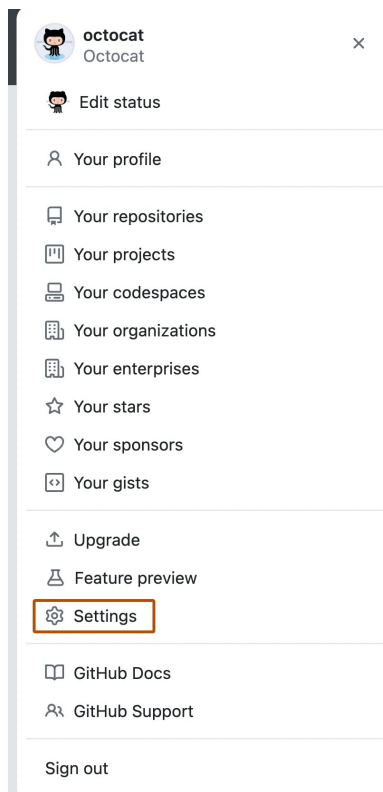 octocat
Octocat
Edit status
Your profile
Your repositories
Your projects
Your codespaces
Your organizations
Your enterprises
Your stars
Your sponsors
Your gists
Upgrade
Feature preview
Settings
GitHub Docs
GitHub Support
Sign out